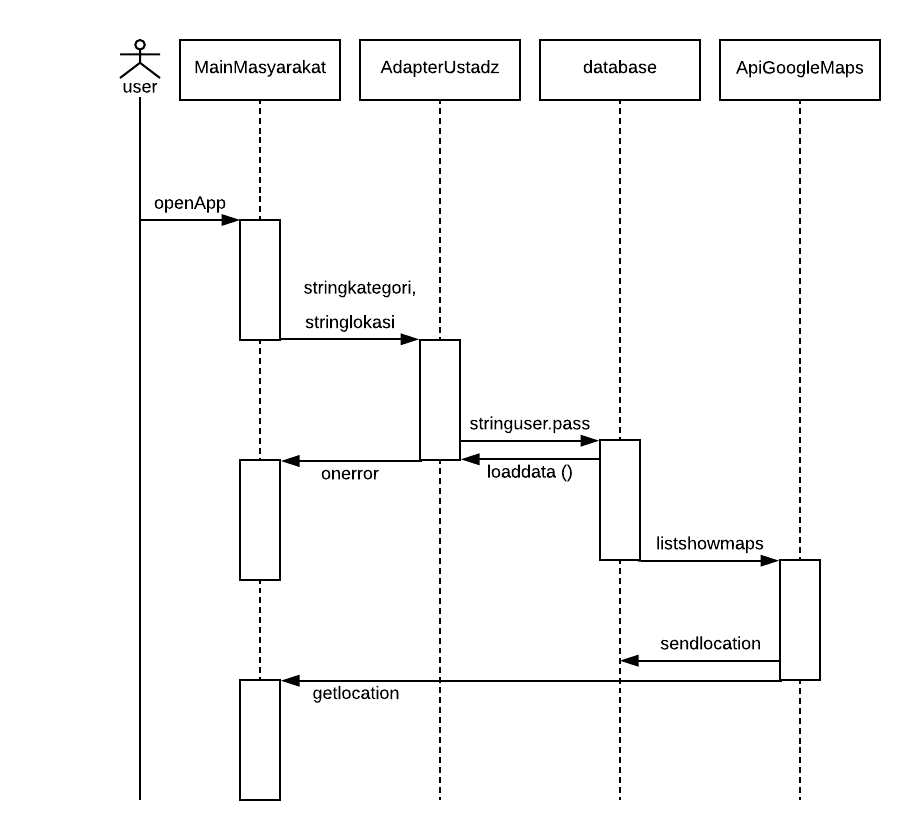 user
MainMasyarakat
AdapterUstadz
database
ApiGoogleMaps
openApp
stringkategori,
stringlokasi
stringuser.pass
loaddata ()
onerror
listshowmaps
sendlocation
getlocation